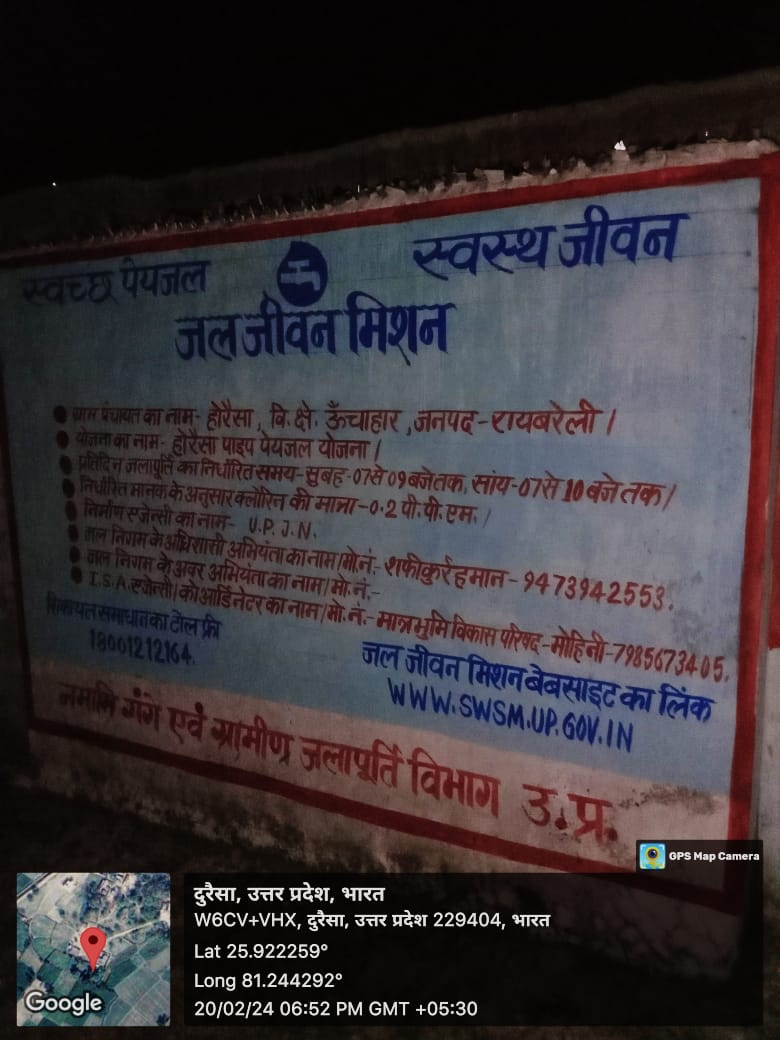 स्वच्छ पेयजल
स्वस्थ जीवन
जल जीवन मिशन
ग्राम पंचायत का नाम- होरैसा, वि.क्षे. ऊँचाहार, जनपद-रायबरेली।
योजना का नाम- होरैसा पाइप पेयजल योजना।
प्रतिदिन जलापूर्ति का निर्धारित समय-सुबह-07से 09 बजे तक, सांय-07से 10 बजे तक।
निर्धारित मानक के अनुसार क्लोरिन की मात्रा-0.2 पी.पी.एम.।
निर्माण एजेन्सी का नाम- U.P.J.N.
जल निगम के अधिशासी अभियंता का नाम/मो.नं.- शफीकुर्रहमान - 9473942553.
जल निगम के अवर अभियंता का नाम/मो.नं.-
I.S.A. एजेन्सी/को आर्डिनेटर का नाम/मो.नं.- मात्रभूमि विकास परिषद-मोहिनी-7985673405.
शिकायत समाधान का टोल फ्री
18001212164.
जल जीवन मिशन बेबसाइट का लिंक
WWW.SWSM.UP.GOV.IN
नमामि गंगे एवं ग्रामीण जलापूर्ति विभाग उ.प्र.
GPS Map Camera
दुरैसा, उत्तर प्रदेश, भारत
W6CV+VHX, दुरैसा, उत्तर प्रदेश 229404, भारत
Lat 25.922259°
Long 81.244292°
20/02/24 06:52 PM GMT +05:30
Google